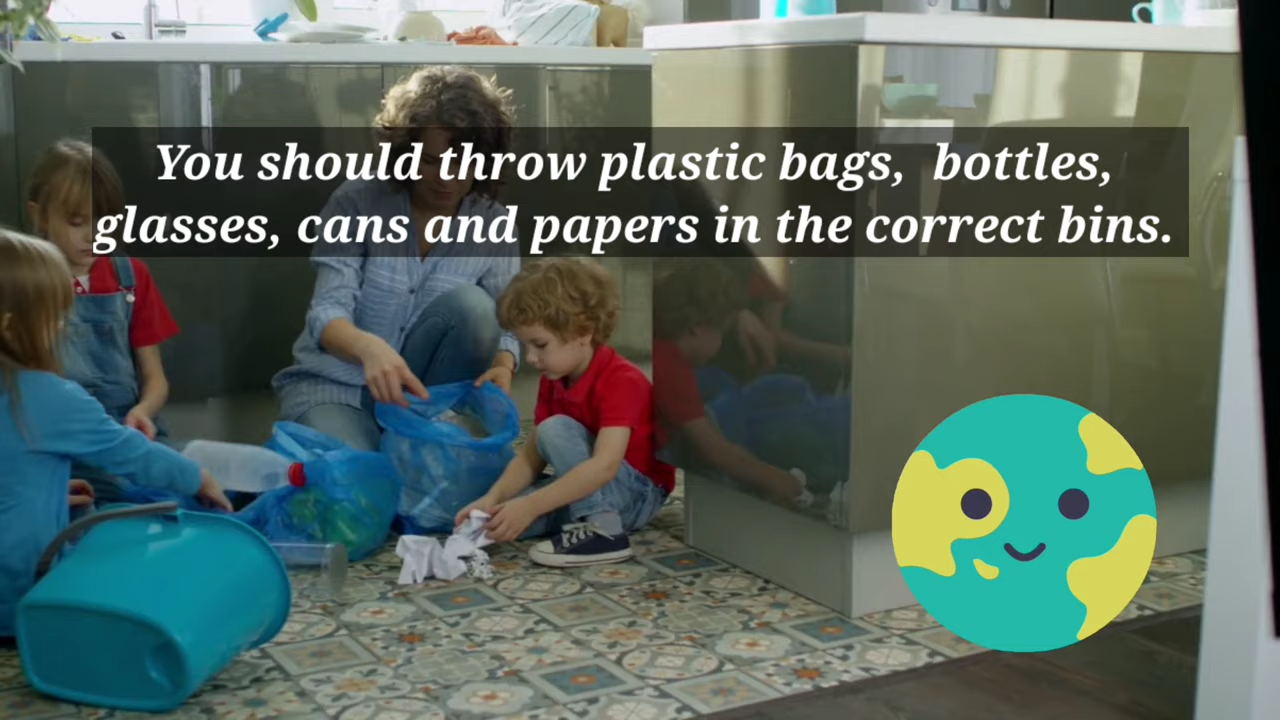 You should throw plastic bags,  bottles,
glasses, cans and papers in the correct bins.